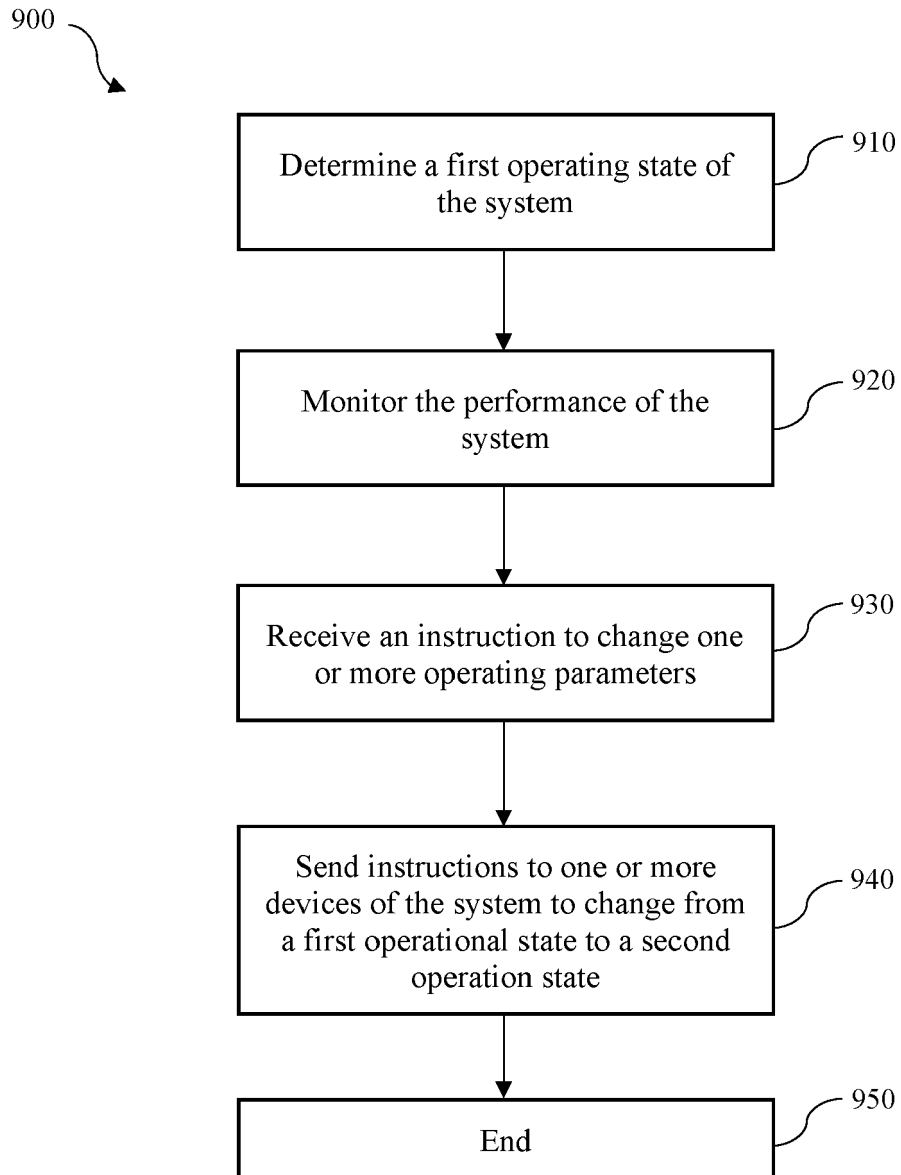 900
910
Determine a first operating state of
the system
920
Monitor the performance of the
system
930
Receive an instruction to change one
or more operating parameters
940
Send instructions to one or more
devices of the system to change from
a first operational state to a second
operation state
950
End